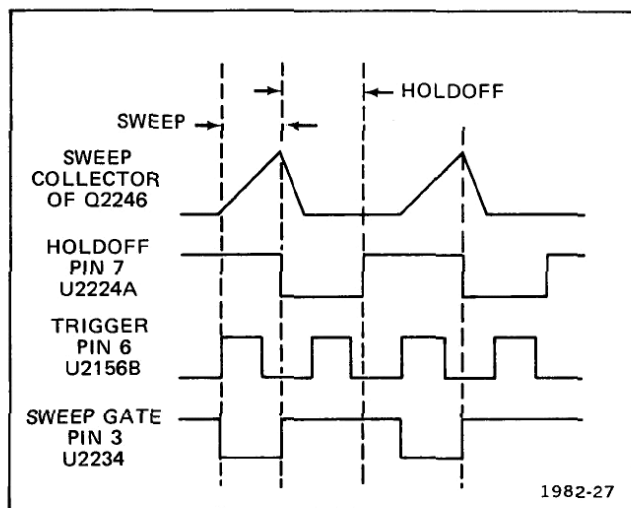 HOLDOFF
SWEEP
SWEEP
COLLECTOR
OF Q2246
HOLDOFF
PIN 7
U2224A
TRIGGER
PIN 6
U2156B
SWEEP GATE
PIN 3
U2234
1982-27